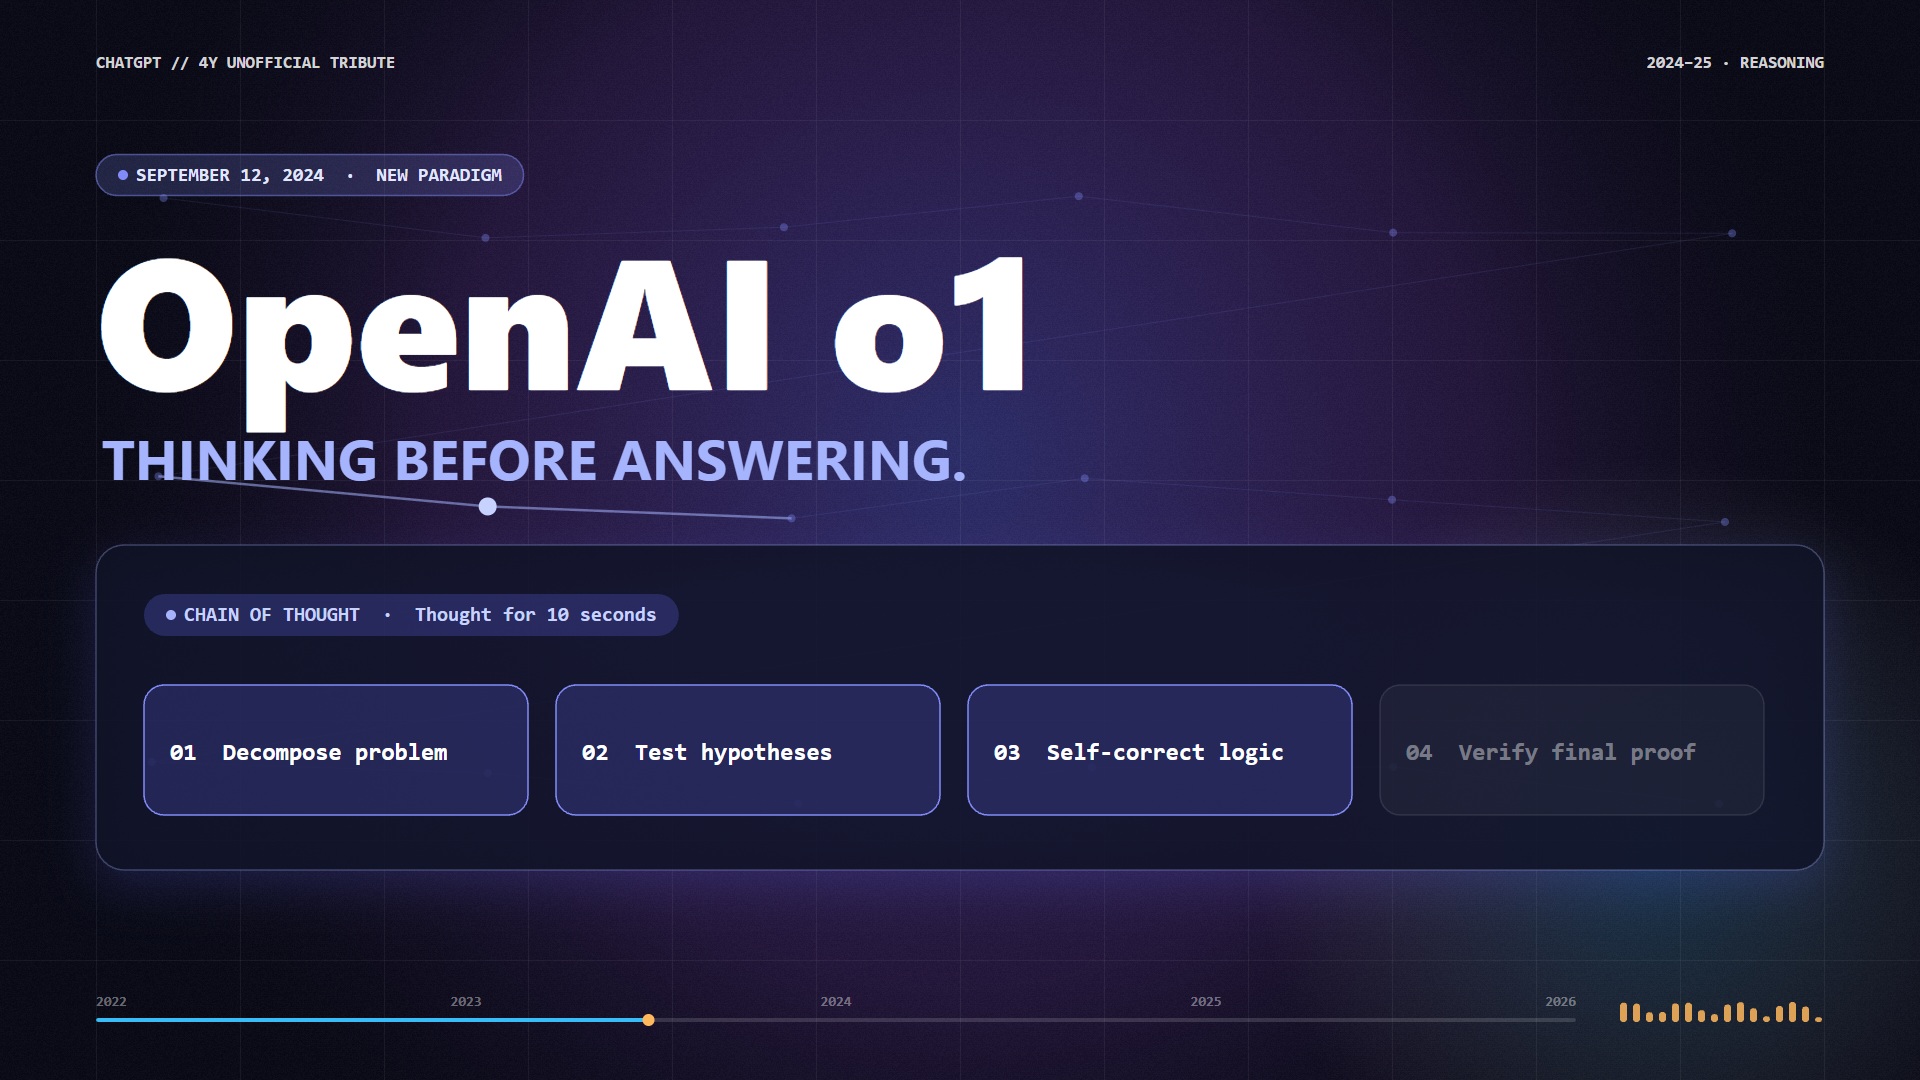 CHATGPT // 4Y UNOFFICIAL TRIBUTE
2024–25 · REASONING
SEPTEMBER 12, 2024 · NEW PARADIGM
OpenAI o1
THINKING BEFORE ANSWERING.
CHAIN OF THOUGHT · Thought for 10 seconds
01 Decompose problem
02 Test hypotheses
03 Self-correct logic
04 Verify final proof
2022 2023 2024 2025 2026